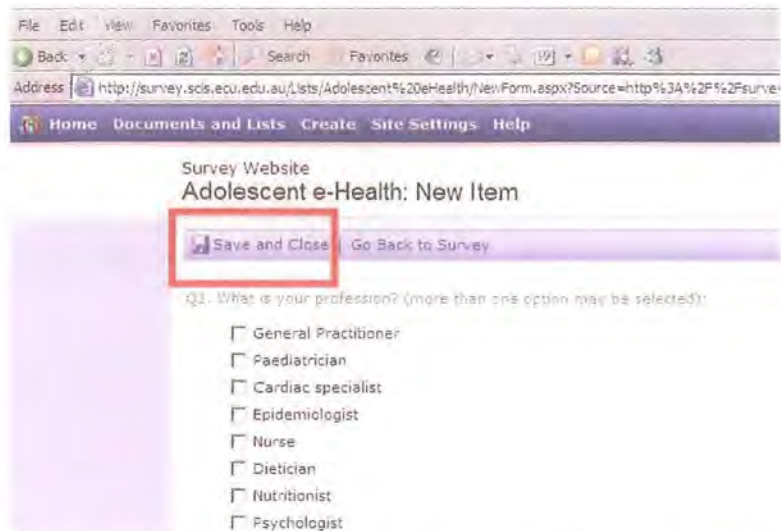 File Edit View Favorites Tools Help
Back Search Favorites
Address http://survey.scis.ecu.edu.au/Lists/Adolescent%20eHealth/NewForm.aspx?Source=http%3A%2F%2Fsurve
Home Documents and Lists Create Site Settings Help
Survey Website
Adolescent e-Health: New Item
Save and Close | Go Back to Survey
Q1. What is your profession? (more than one option may be selected):
General Practitioner
Paediatrician
Cardiac specialist
Epidemiologist
Nurse
Dietician
Nutritionist
Psychologist